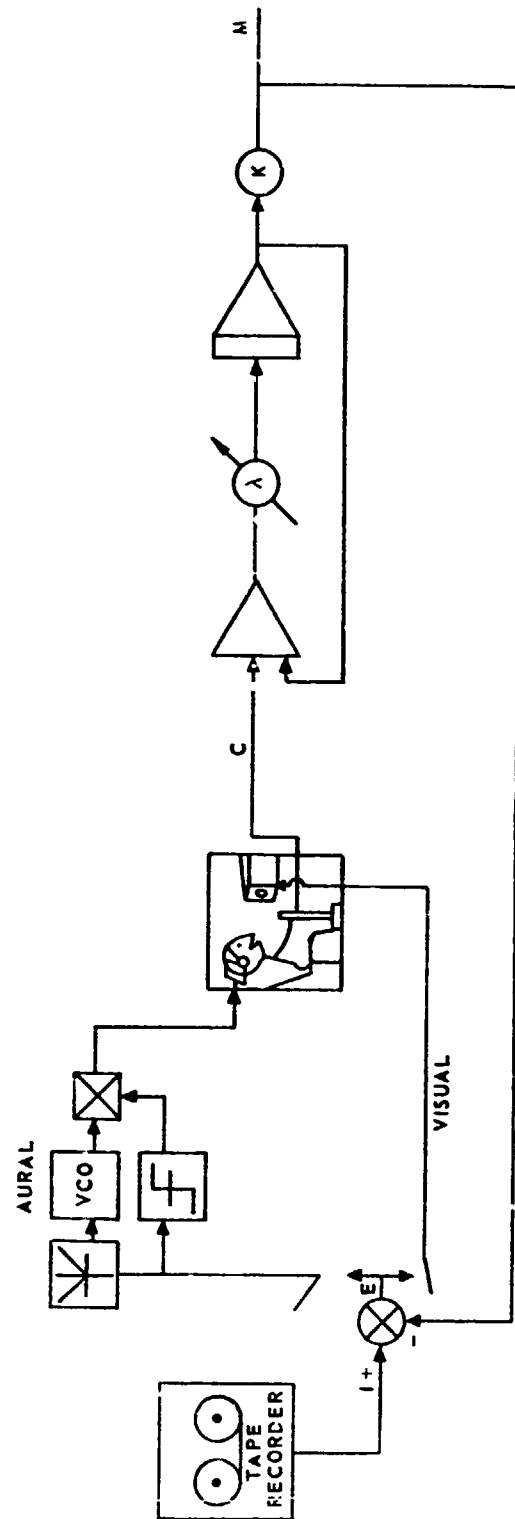 AURAL
VCO
TAPE
RECORDER
I +
-
E
VISUAL
C
λ
K
M